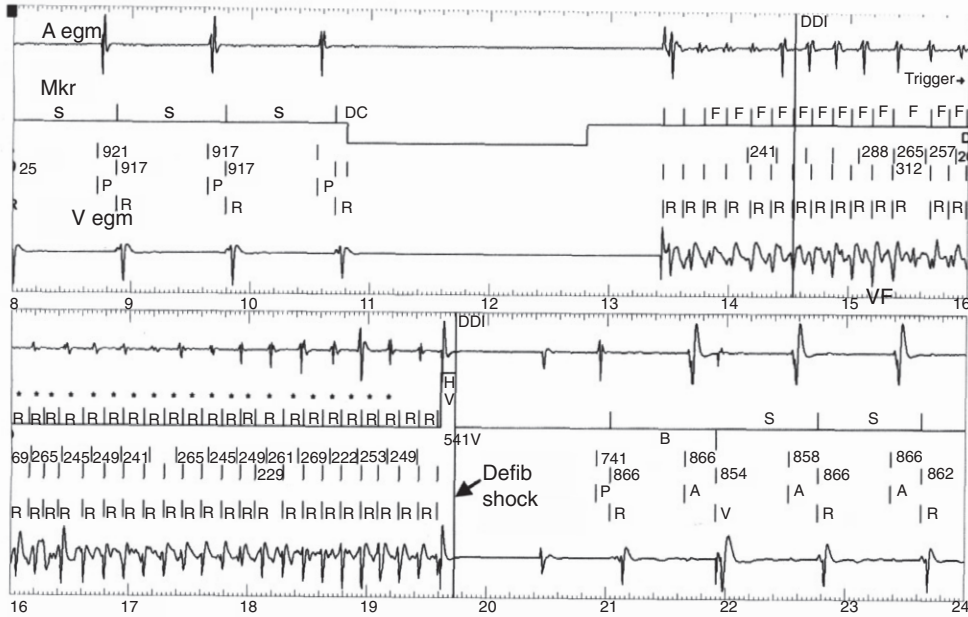 DDI
A egm
Trigger→
Mkr
S S S DC F F F F F F F F F F F F
921 917 241 288 265 257
25 917 917 312
P P P
R R R R R R R R R R R R R R R R
V egm
8 9 10 11 12 13 14 15 16
VF
DDI
H
V
* * * * * * * * * * * * * * * * * *
R R R R R R R R R R R R R R R R R R R R R R
S S
541V B
69 265 245 249 241 265 245 249 261 269 222 253 249 741 866 858 866
229 866 854 866 862
Defib
shock
P A A A
R R R R R R R R R R R R R R R R R R R R R R R V R R
16 17 18 19 20 21 22 23 24